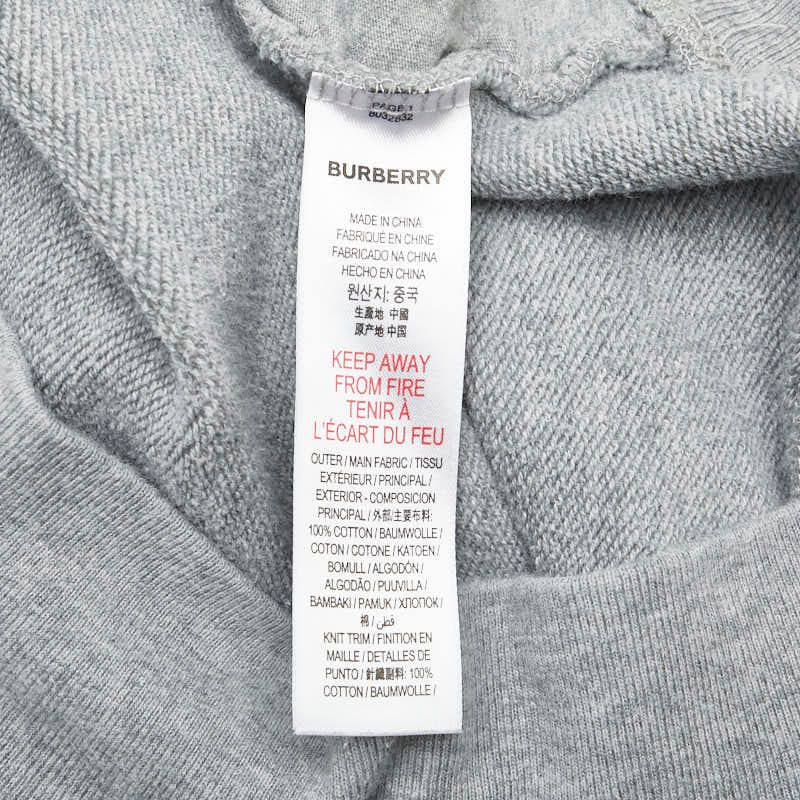 PAGE 1
8032832
BURBERRY
MADE IN CHINA
FABRIQUÉ EN CHINE
FABRICADO NA CHINA
HECHO EN CHINA
원산지: 중국
生產地 中國
原产地 中国
KEEP AWAY
FROM FIRE
TENIR À
L'ÉCART DU FEU
OUTER / MAIN FABRIC / TISSU
EXTÉRIEUR / PRINCIPAL /
EXTERIOR - COMPOSICION
PRINCIPAL / 外部/主要布料:
100% COTTON / BAUMWOLLE /
COTON / COTONE / KATOEN /
BOMULL / ALGODÓN /
ALGODÃO / PUUVILLA /
BAMBAKI / PAMUK / ХЛОПОК /
棉 / قطن /
KNIT TRIM / FINITION EN
MAILLE / DETALLES DE
PUNTO / 針織副料: 100%
COTTON / BAUMWOLLE /